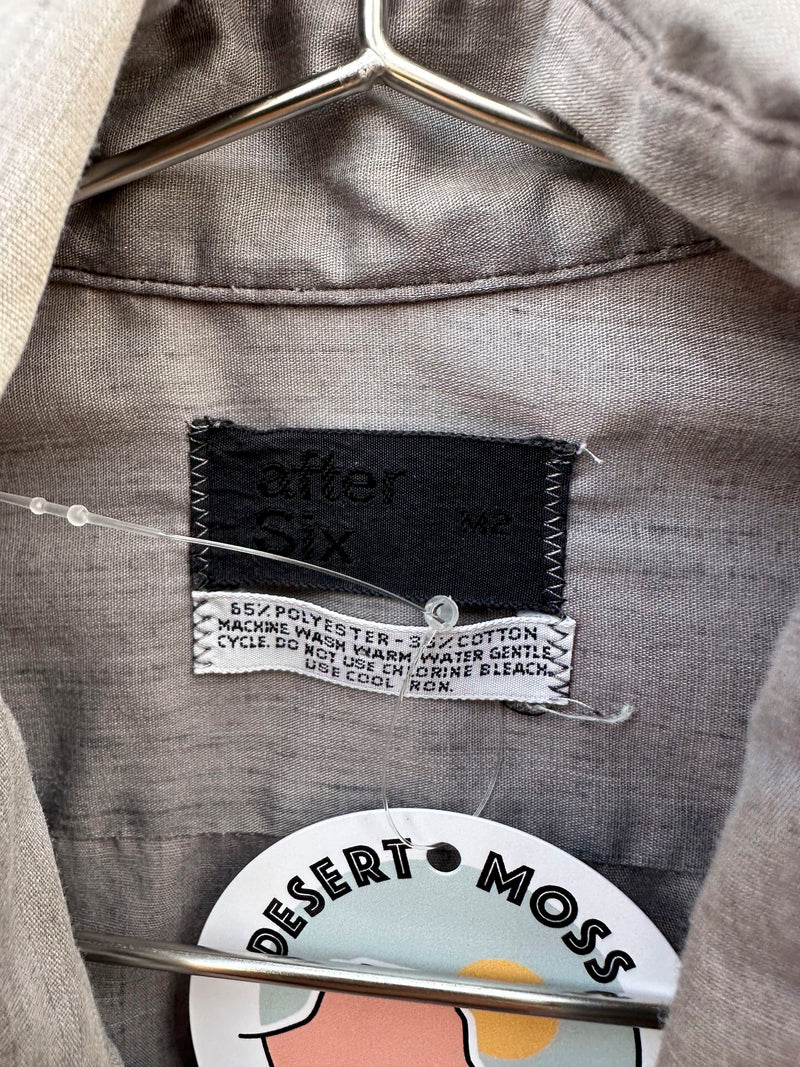 after
Six
M2
65% POLYESTER - 35% COTTON
MACHINE WASH WARM WATER GENTLE
CYCLE. DO NOT USE CHLORINE BLEACH.
USE COOL IRON.
DESERT MOSS